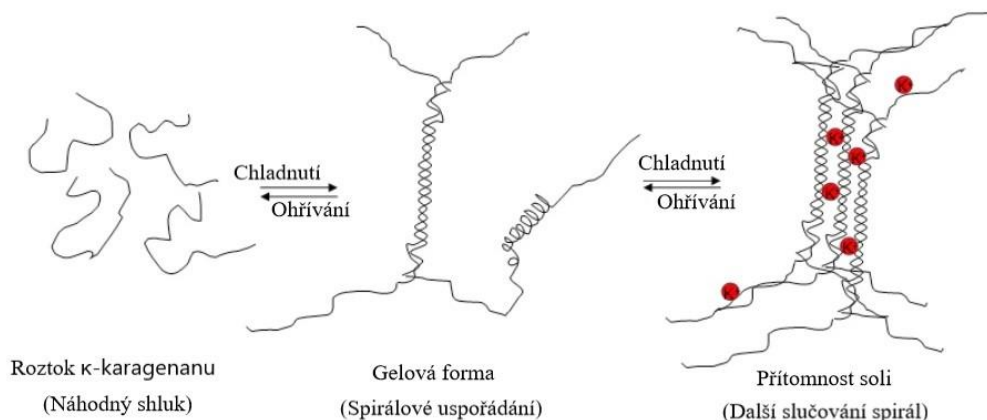 Chladnutí
Ohřívání
Chladnutí
Ohřívání
K+
K+
K+
K+
K+
K+
Roztok κ-karagenanu
(Náhodný shluk)
Gelová forma
(Spirálové uspořádání)
Přítomnost soli
(Další slučování spirál)